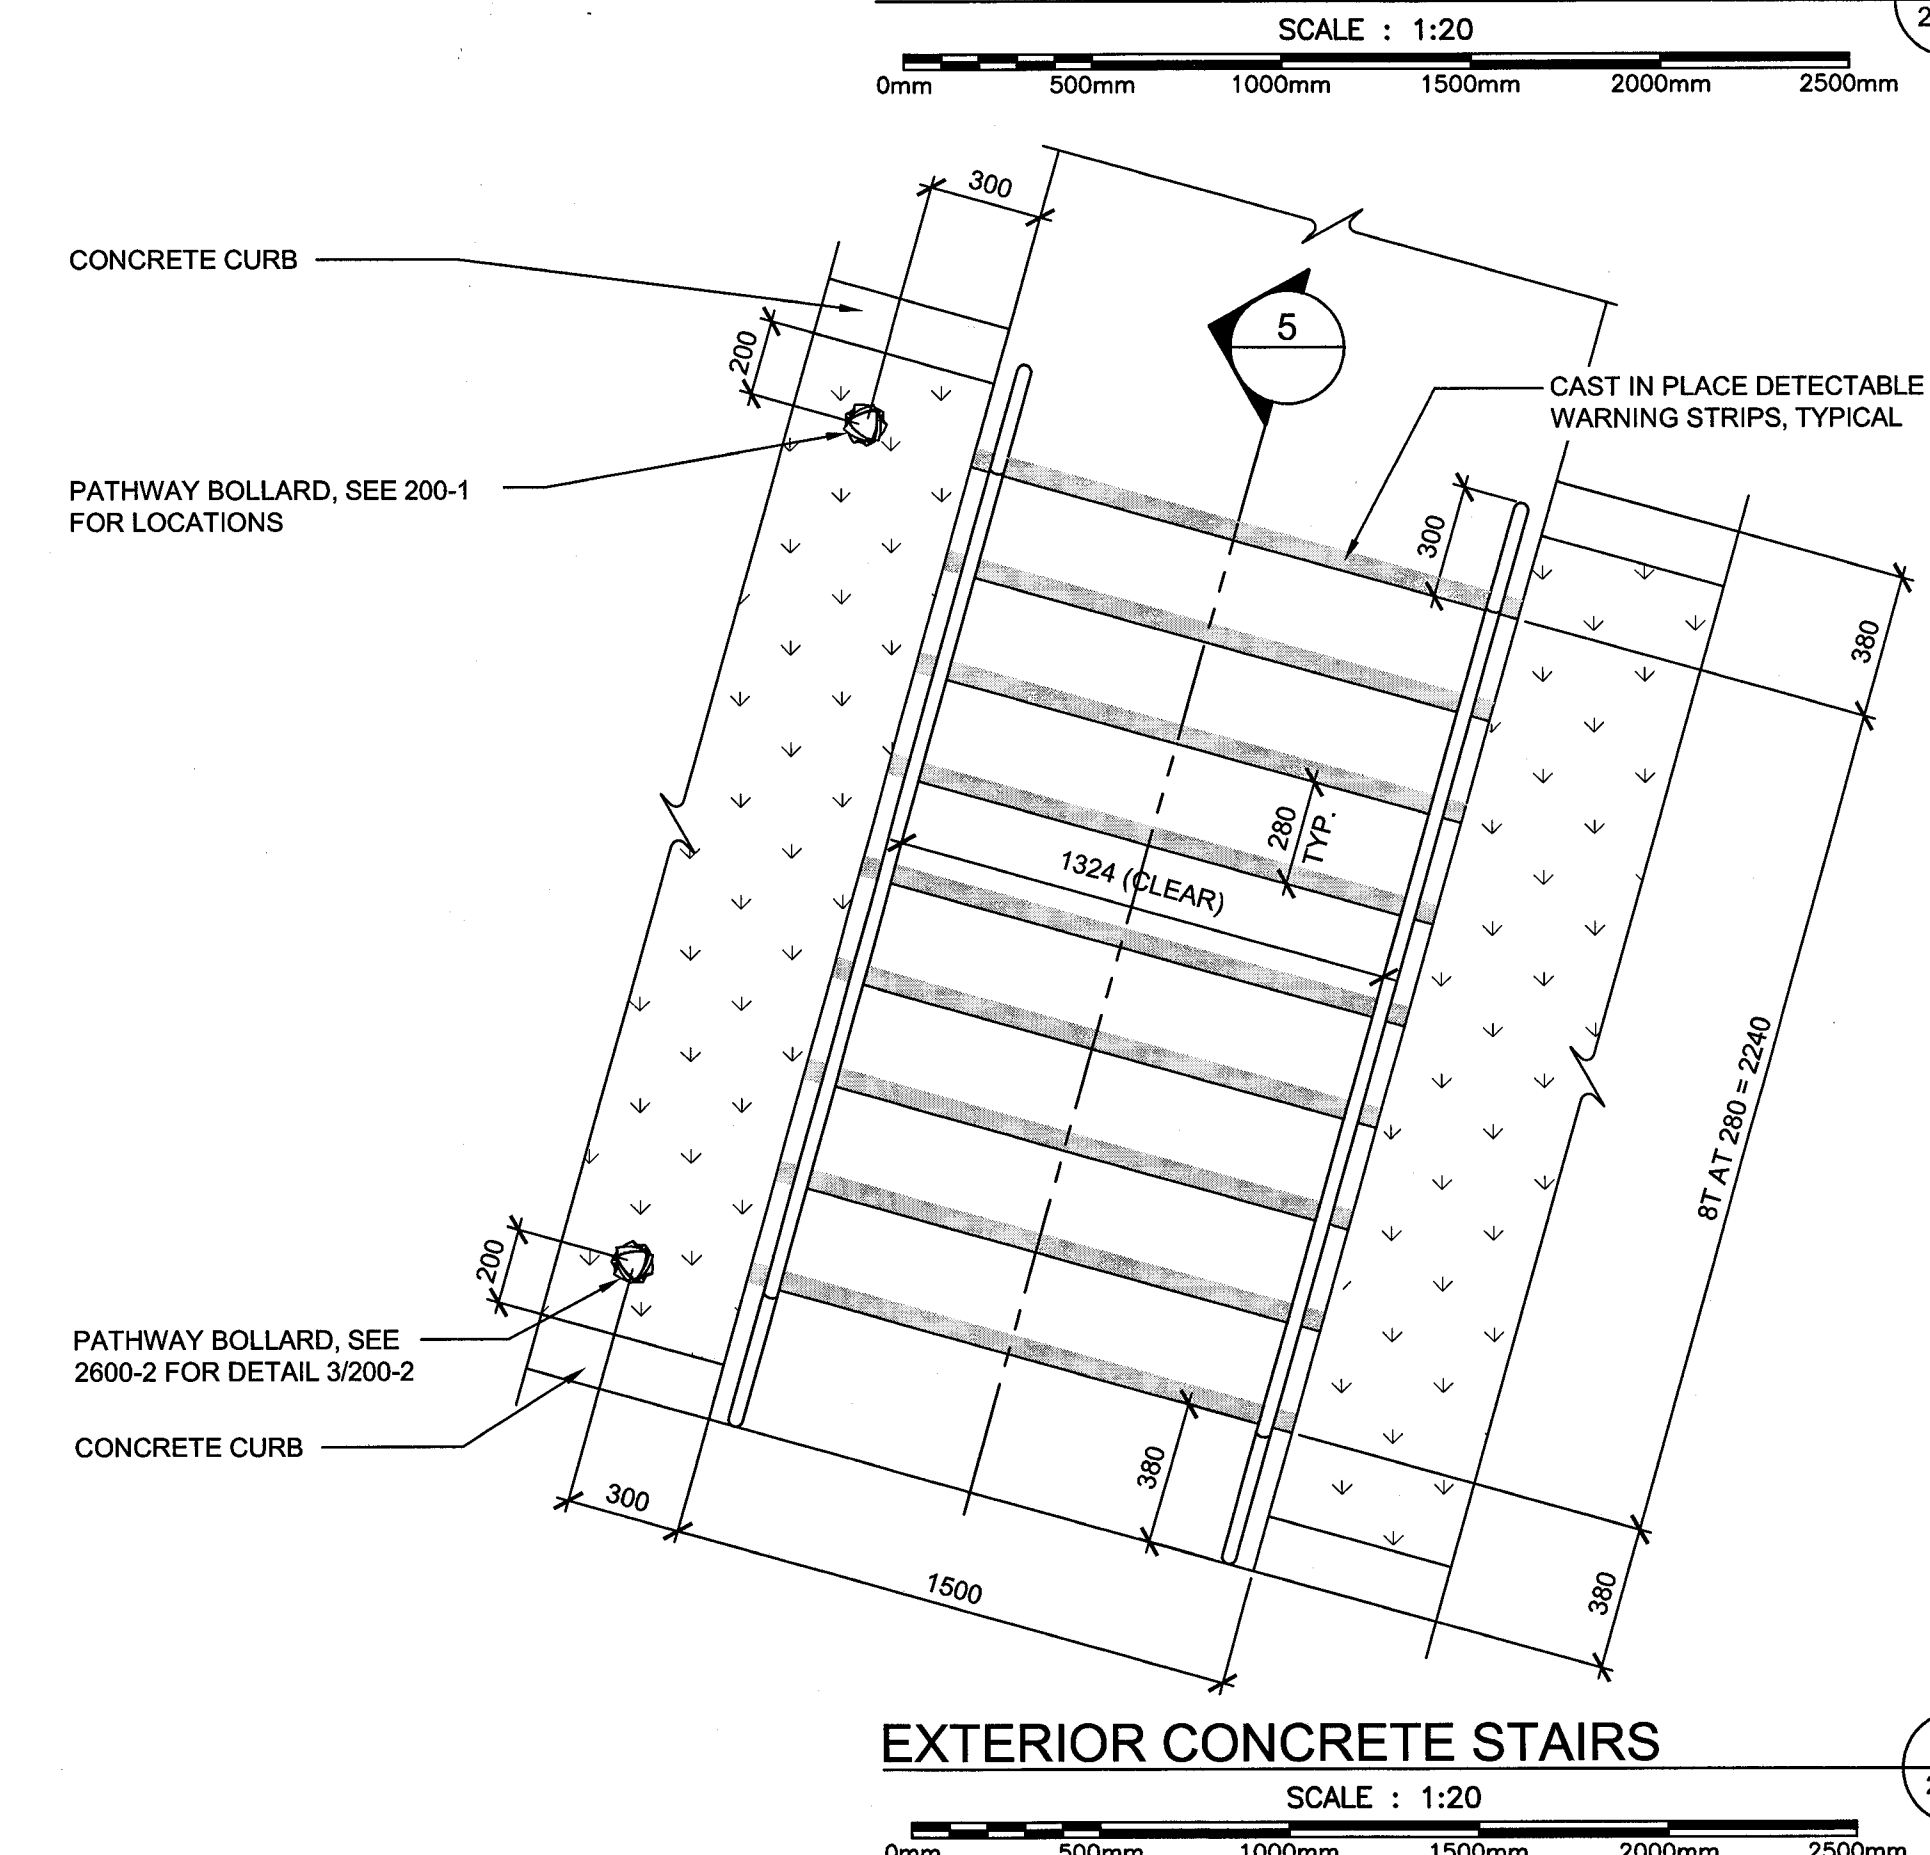 SCALE : 1:20
0mm 500mm 1000mm 1500mm 2000mm 2500mm
300
CONCRETE CURB
5
200
CAST IN PLACE DETECTABLE
WARNING STRIPS, TYPICAL
PATHWAY BOLLARD, SEE 200-1
FOR LOCATIONS
300
380
280
TYP.
1324 (CLEAR)
8T AT 280 = 2240
200
PATHWAY BOLLARD, SEE
2600-2 FOR DETAIL 3/200-2
CONCRETE CURB
380
300
1500
380
EXTERIOR CONCRETE STAIRS
SCALE : 1:20
0mm 500mm 1000mm 1500mm 2000mm 2500mm